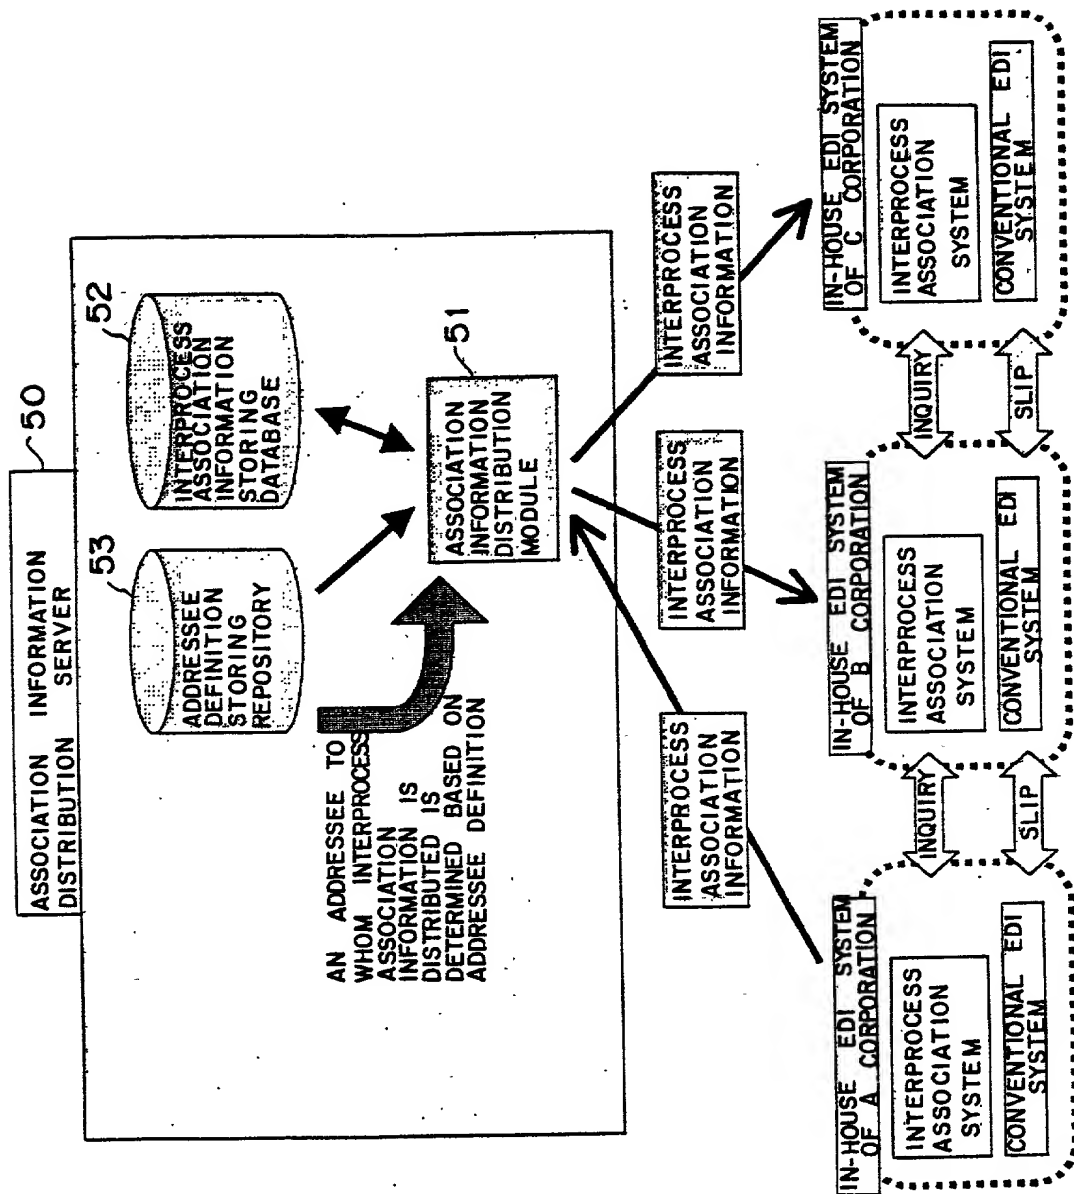 ASSOCIATION INFORMATION
DISTRIBUTION SERVER
50
53
52
ADDRESSEE
DEFINITION
STORING
REPOSITORY
INTERPROCESS
ASSOCIATION
INFORMATION
STORING
DATABASE
AN ADDRESSEE TO
WHOM INTERPROCESS
ASSOCIATION
INFORMATION IS
DISTRIBUTED IS
DETERMINED BASED ON
ADDRESSEE DEFINITION
51
ASSOCIATION
INFORMATION
DISTRIBUTION
MODULE
INTERPROCESS
ASSOCIATION
INFORMATION
INTERPROCESS
ASSOCIATION
INFORMATION
INTERPROCESS
ASSOCIATION
INFORMATION
IN-HOUSE EDI SYSTEM
OF A CORPORATION
INTERPROCESS
ASSOCIATION
SYSTEM
CONVENTIONAL EDI
SYSTEM
INQUIRY
SLIP
IN-HOUSE EDI SYSTEM
OF B CORPORATION
INTERPROCESS
ASSOCIATION
SYSTEM
CONVENTIONAL EDI
SYSTEM
INQUIRY
SLIP
IN-HOUSE EDI SYSTEM
OF C CORPORATION
INTERPROCESS
ASSOCIATION
SYSTEM
CONVENTIONAL EDI
SYSTEM